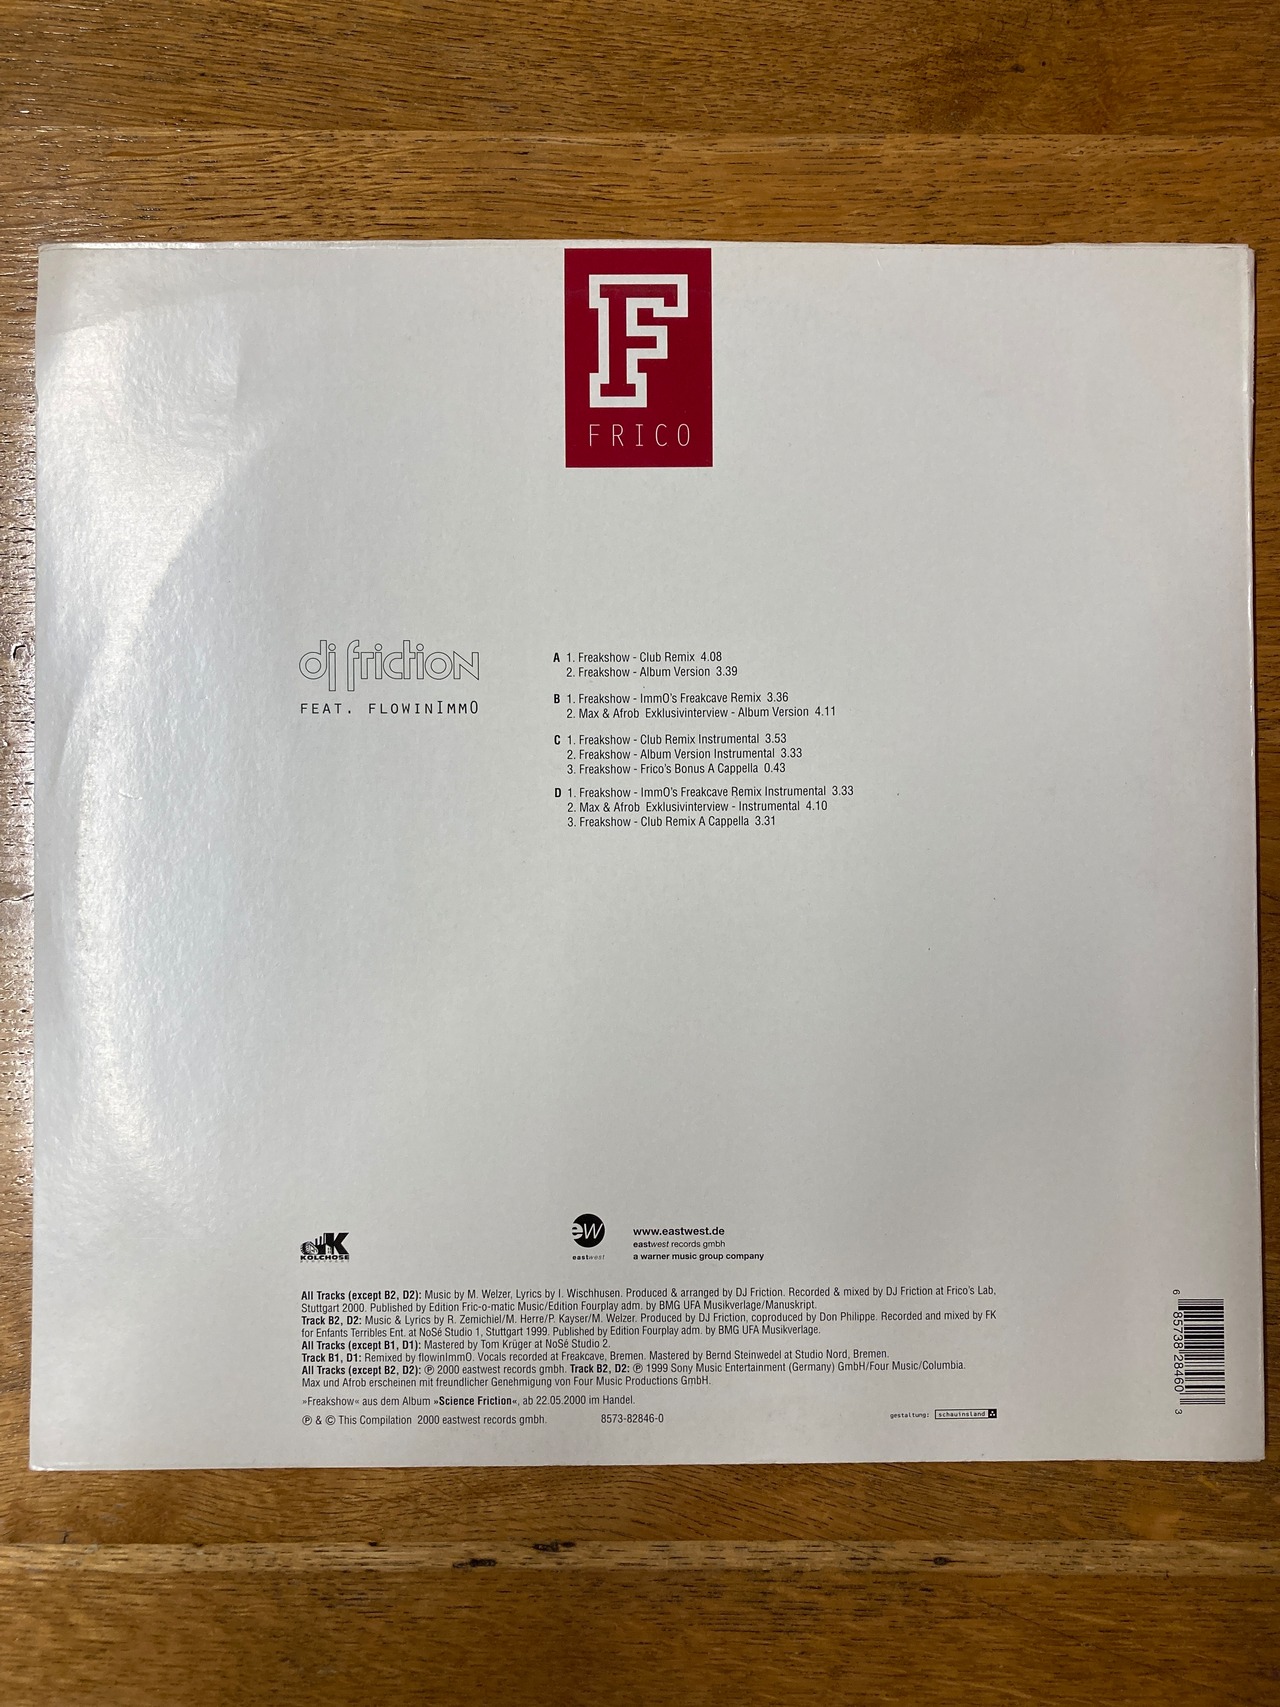 F
FRICO
dj friction
FEAT. FLOWINIMMO
A 1. Freakshow - Club Remix 4.08
2. Freakshow - Album Version 3.39
B 1. Freakshow - ImmO's Freakcave Remix 3.36
2. Max & Afrob Exklusivinterview - Album Version 4.11
C 1. Freakshow - Club Remix Instrumental 3.53
2. Freakshow - Album Version Instrumental 3.33
3. Freakshow - Frico's Bonus A Cappella 0.43
D 1. Freakshow - ImmO's Freakcave Remix Instrumental 3.33
2. Max & Afrob Exklusivinterview - Instrumental 4.10
3. Freakshow - Club Remix A Cappella 3.31
K
KOLCHOSE
ew
eastwest
www.eastwest.de
eastwest records gmbh
a warner music group company
All Tracks (except B2, D2): Music by M. Welzer, Lyrics by I. Wischhusen. Produced & arranged by DJ Friction. Recorded & mixed by DJ Friction at Frico's Lab,
Stuttgart 2000. Published by Edition Fric-o-matic Music/Edition Fourplay adm. by BMG UFA Musikverlage/Manuskript.
Track B2, D2: Music & Lyrics by R. Zemichiel/M. Herre/P. Kayser/M. Welzer. Produced by DJ Friction, coproduced by Don Philippe. Recorded and mixed by FK
for Enfants Terribles Ent. at NoSé Studio 1, Stuttgart 1999. Published by Edition Fourplay adm. by BMG UFA Musikverlage.
All Tracks (except B1, D1): Mastered by Tom Krüger at NoSé Studio 2.
Track B1, D1: Remixed by flowinImmO. Vocals recorded at Freakcave, Bremen. Mastered by Bernd Steinwedel at Studio Nord, Bremen.
All Tracks (except B2, D2): ℗ 2000 eastwest records gmbh. Track B2, D2: ℗ 1999 Sony Music Entertainment (Germany) GmbH/Four Music/Columbia.
Max und Afrob erscheinen mit freundlicher Genehmigung von Four Music Productions GmbH.
»Freakshow« aus dem Album »Science Friction«, ab 22.05.2000 im Handel.
℗ & © This Compilation 2000 eastwest records gmbh. 8573-82846-0
gestaltung: schauinsland
6 85738 28460 3